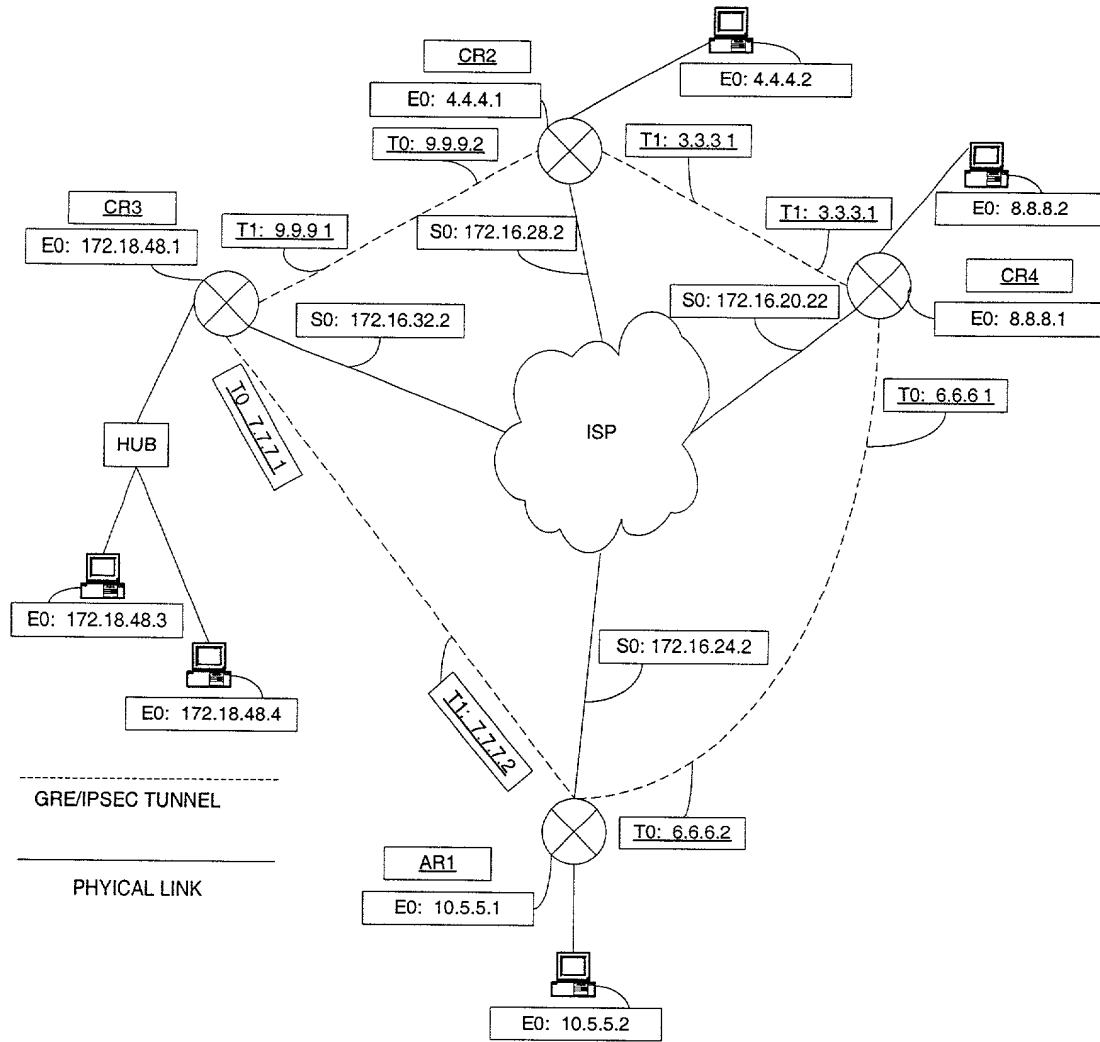 CR2
E0: 4.4.4.1
E0: 4.4.4.2
T0: 9.9.9.2
T1: 3.3.3 1
CR3
E0: 172.18.48.1
T1: 9.9.9 1
S0: 172.16.28.2
T1: 3.3.3.1
E0: 8.8.8.2
CR4
E0: 8.8.8.1
S0: 172.16.32.2
S0: 172.16.20.22
T0: 6.6.6 1
T0 7.7.7 1
ISP
HUB
E0: 172.18.48.3
E0: 172.18.48.4
S0: 172.16.24.2
T1: 7.7.7.2
GRE/IPSEC TUNNEL
T0: 6.6.6.2
PHYICAL LINK
AR1
E0: 10.5.5.1
E0: 10.5.5.2